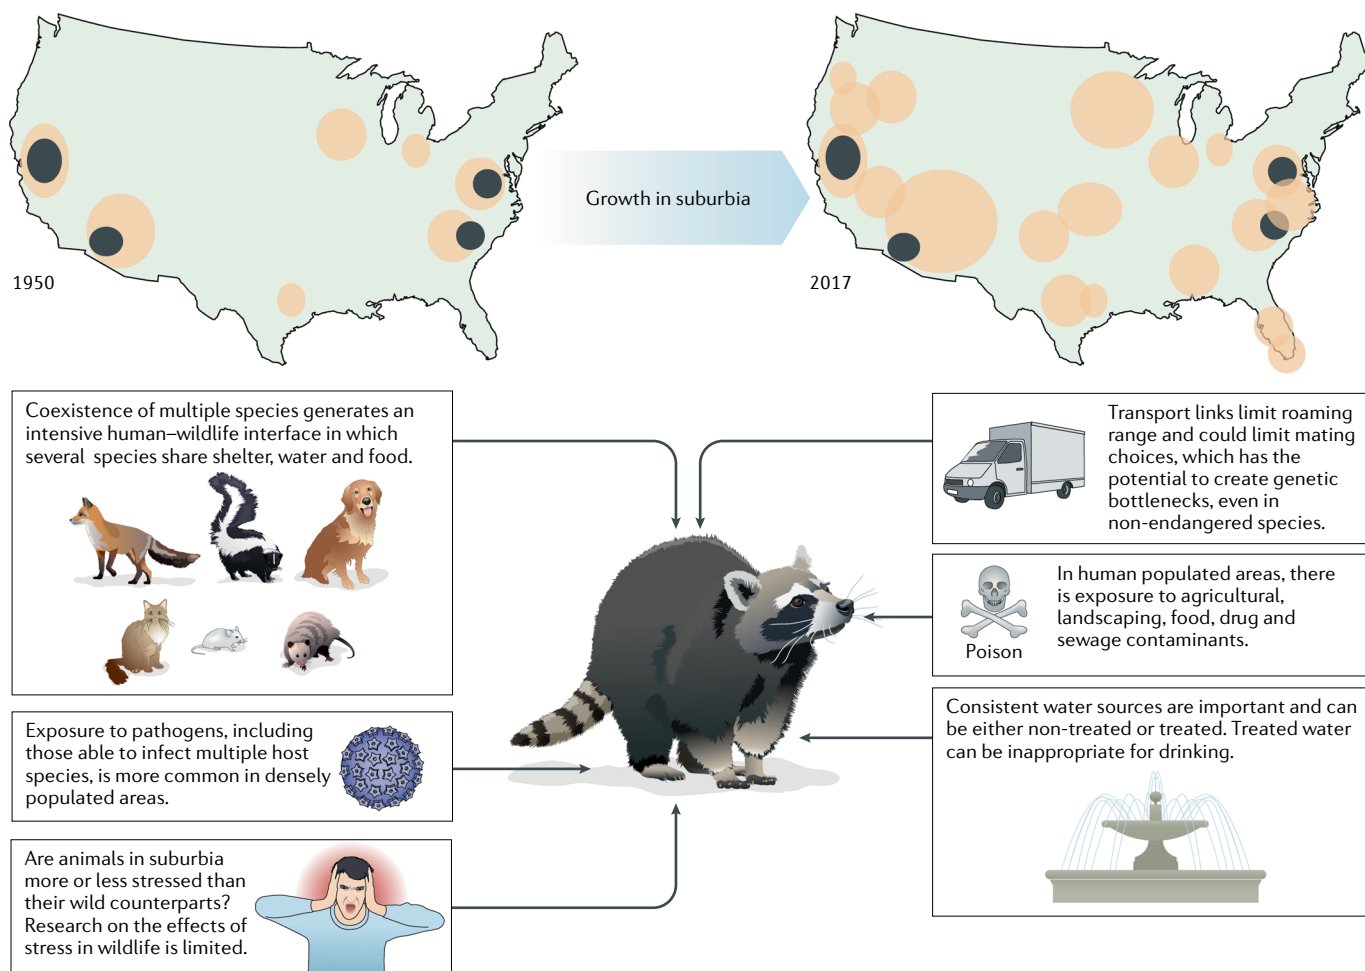 Growth in suburbia
1950
2017
Coexistence of multiple species generates an
intensive human–wildlife interface in which
several species share shelter, water and food.
Transport links limit roaming
range and could limit mating
choices, which has the
potential to create genetic
bottlenecks, even in
non-endangered species.
In human populated areas, there
is exposure to agricultural,
landscaping, food, drug and
sewage contaminants.
Poison
Exposure to pathogens, including
those able to infect multiple host
species, is more common in densely
populated areas.
Consistent water sources are important and can
be either non-treated or treated. Treated water
can be inappropriate for drinking.
Are animals in suburbia
more or less stressed than
their wild counterparts?
Research on the effects of
stress in wildlife is limited.